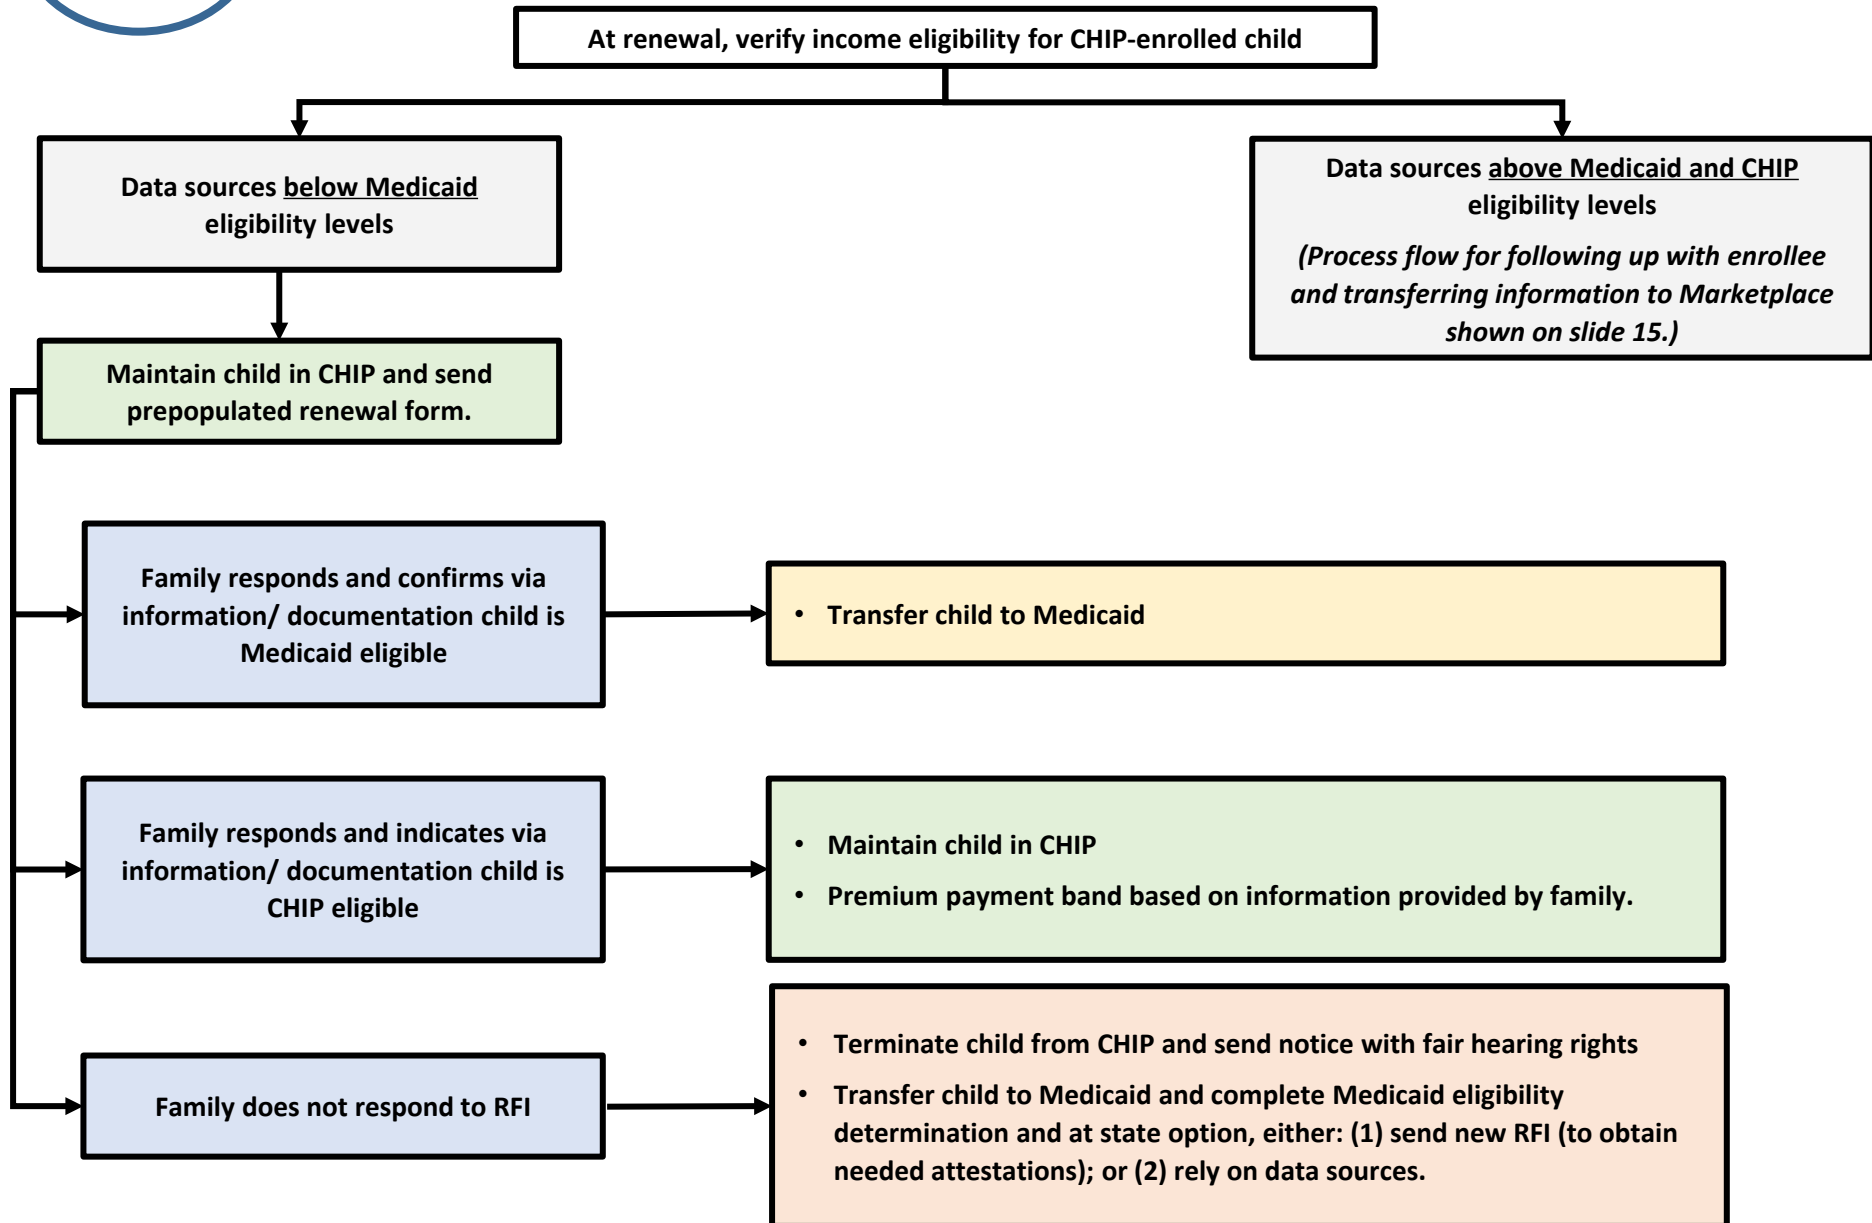 At renewal, verify income eligibility for CHIP-enrolled child
Data sources below Medicaid
eligibility levels
Data sources above Medicaid and CHIP
eligibility levels
(Process flow for following up with enrollee
and transferring information to Marketplace
shown on slide 15.)
Maintain child in CHIP and send
prepopulated renewal form.
Family responds and confirms via
information/ documentation child is
Medicaid eligible
• Transfer child to Medicaid
Family responds and indicates via
information/ documentation child is
CHIP eligible
• Maintain child in CHIP
• Premium payment band based on information provided by family.
Family does not respond to RFI
• Terminate child from CHIP and send notice with fair hearing rights
• Transfer child to Medicaid and complete Medicaid eligibility
determination and at state option, either: (1) send new RFI (to obtain
needed attestations); or (2) rely on data sources.